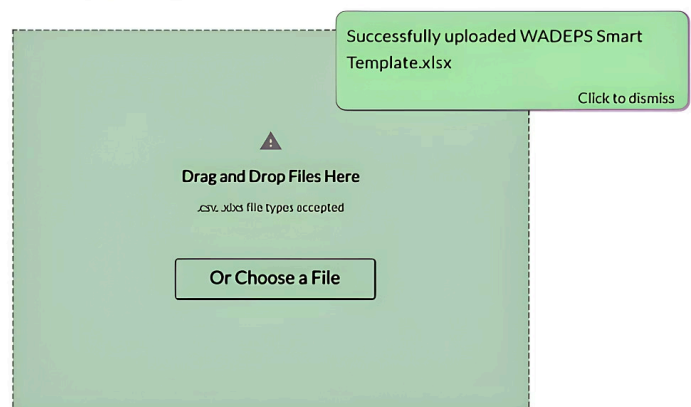 Successfully uploaded WADEPS Smart
Template.xlsx
Click to dismiss
Drag and Drop Files Here
.csv, .xlxs file types accepted
Or Choose a File